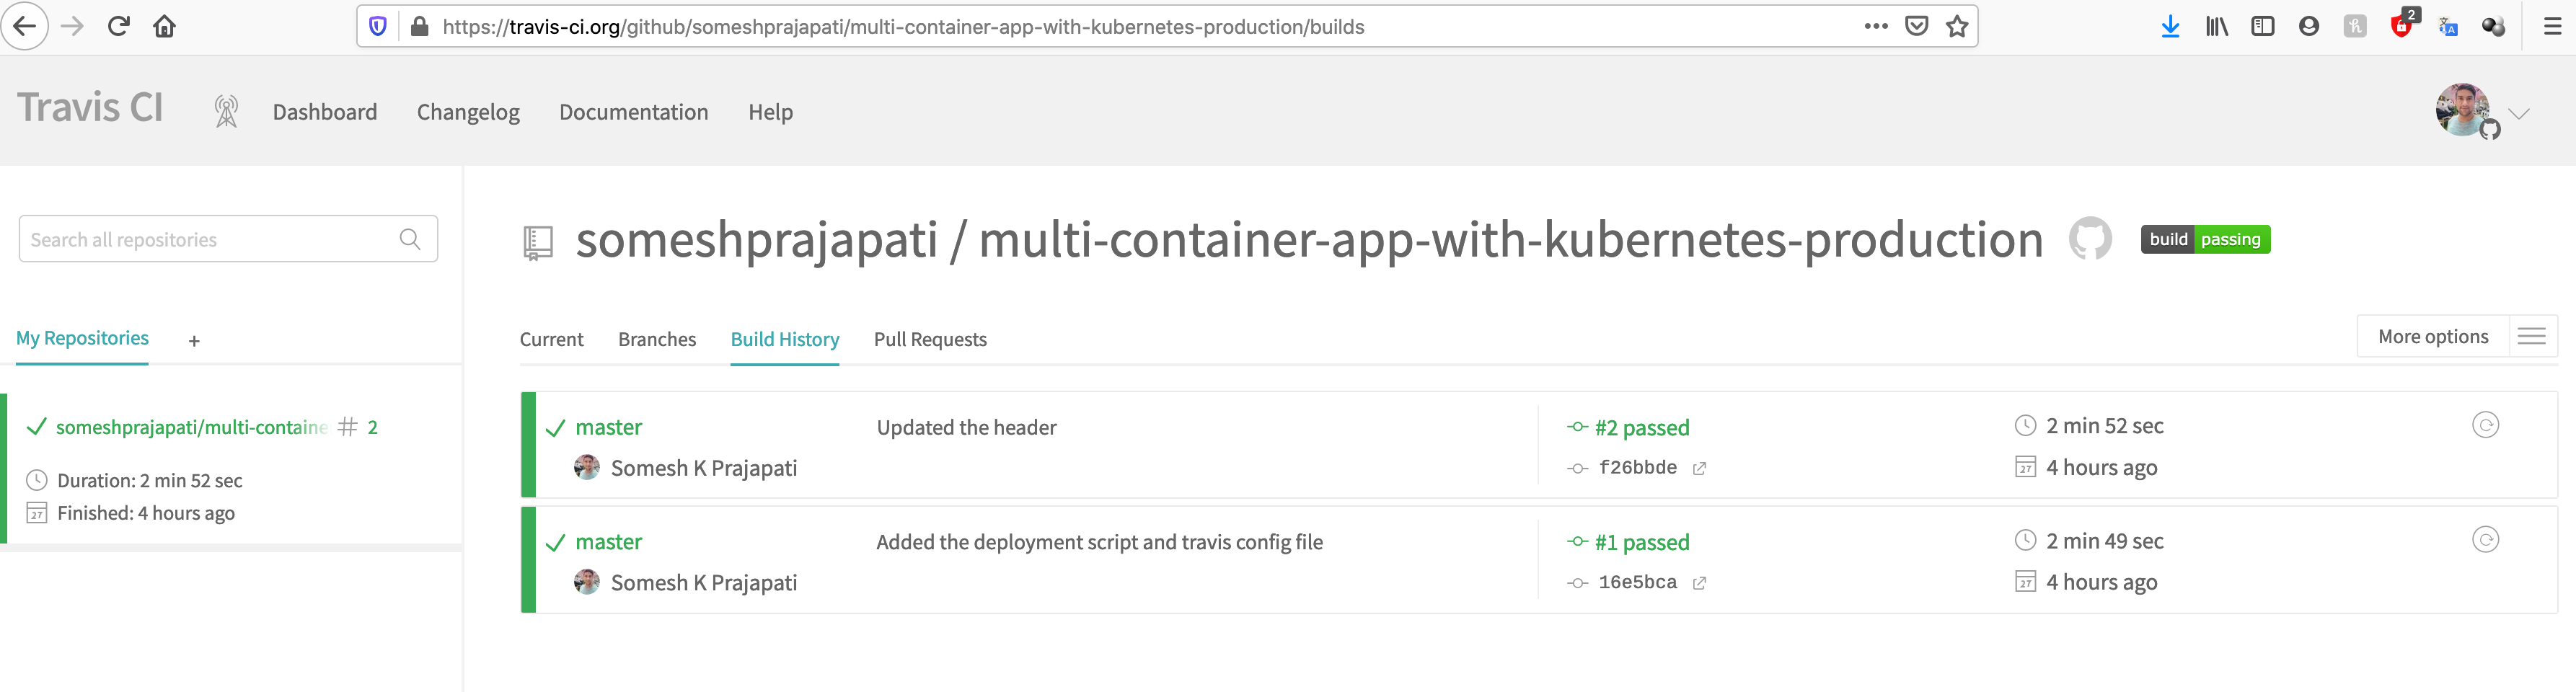 https://travis-ci.org/github/someshprajapati/multi-container-app-with-kubernetes-production/builds
2
Travis CI
Dashboard
Changelog
Documentation
Help
Search all repositories
someshprajapati / multi-container-app-with-kubernetes-production
build passing
My Repositories +
Current
Branches
Build History
Pull Requests
More options
someshprajapati/multi-containe # 2
Duration: 2 min 52 sec
27 Finished: 4 hours ago
master
Updated the header
#2 passed
2 min 52 sec
Somesh K Prajapati
f26bbde
27 4 hours ago
master
Added the deployment script and travis config file
#1 passed
2 min 49 sec
Somesh K Prajapati
16e5bca
27 4 hours ago